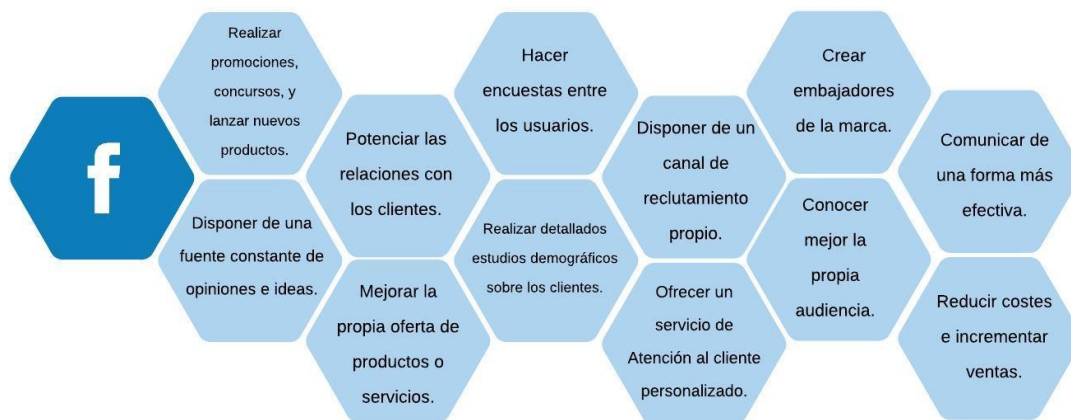 f
Realizar
promociones,
concursos, y
lanzar nuevos
productos.
Disponer de una
fuente constante de
opiniones e ideas.
Potenciar las
relaciones con
los clientes.
Mejorar la
propia oferta de
productos o
servicios.
Hacer
encuestas entre
los usuarios.
Realizar detallados
estudios demográficos
sobre los clientes.
Disponer de un
canal de
reclutamiento
propio.
Ofrecer un
servicio de
Atención al cliente
personalizado.
Crear
embajadores
de la marca.
Conocer
mejor la
propia
audiencia.
Comunicar de
una forma más
efectiva.
Reducir costes
e incrementar
ventas.